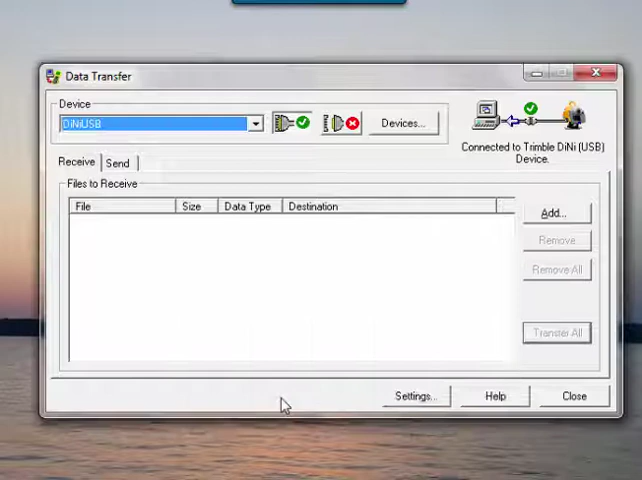 Data Transfer
Device
DiNiUSB
Devices...
Connected to Trimble DiNi (USB)
Device.
Receive
Send
Files to Receive
File
Size
Data Type
Destination
Add...
Remove
Remove All
Transfer All
Settings...
Help
Close